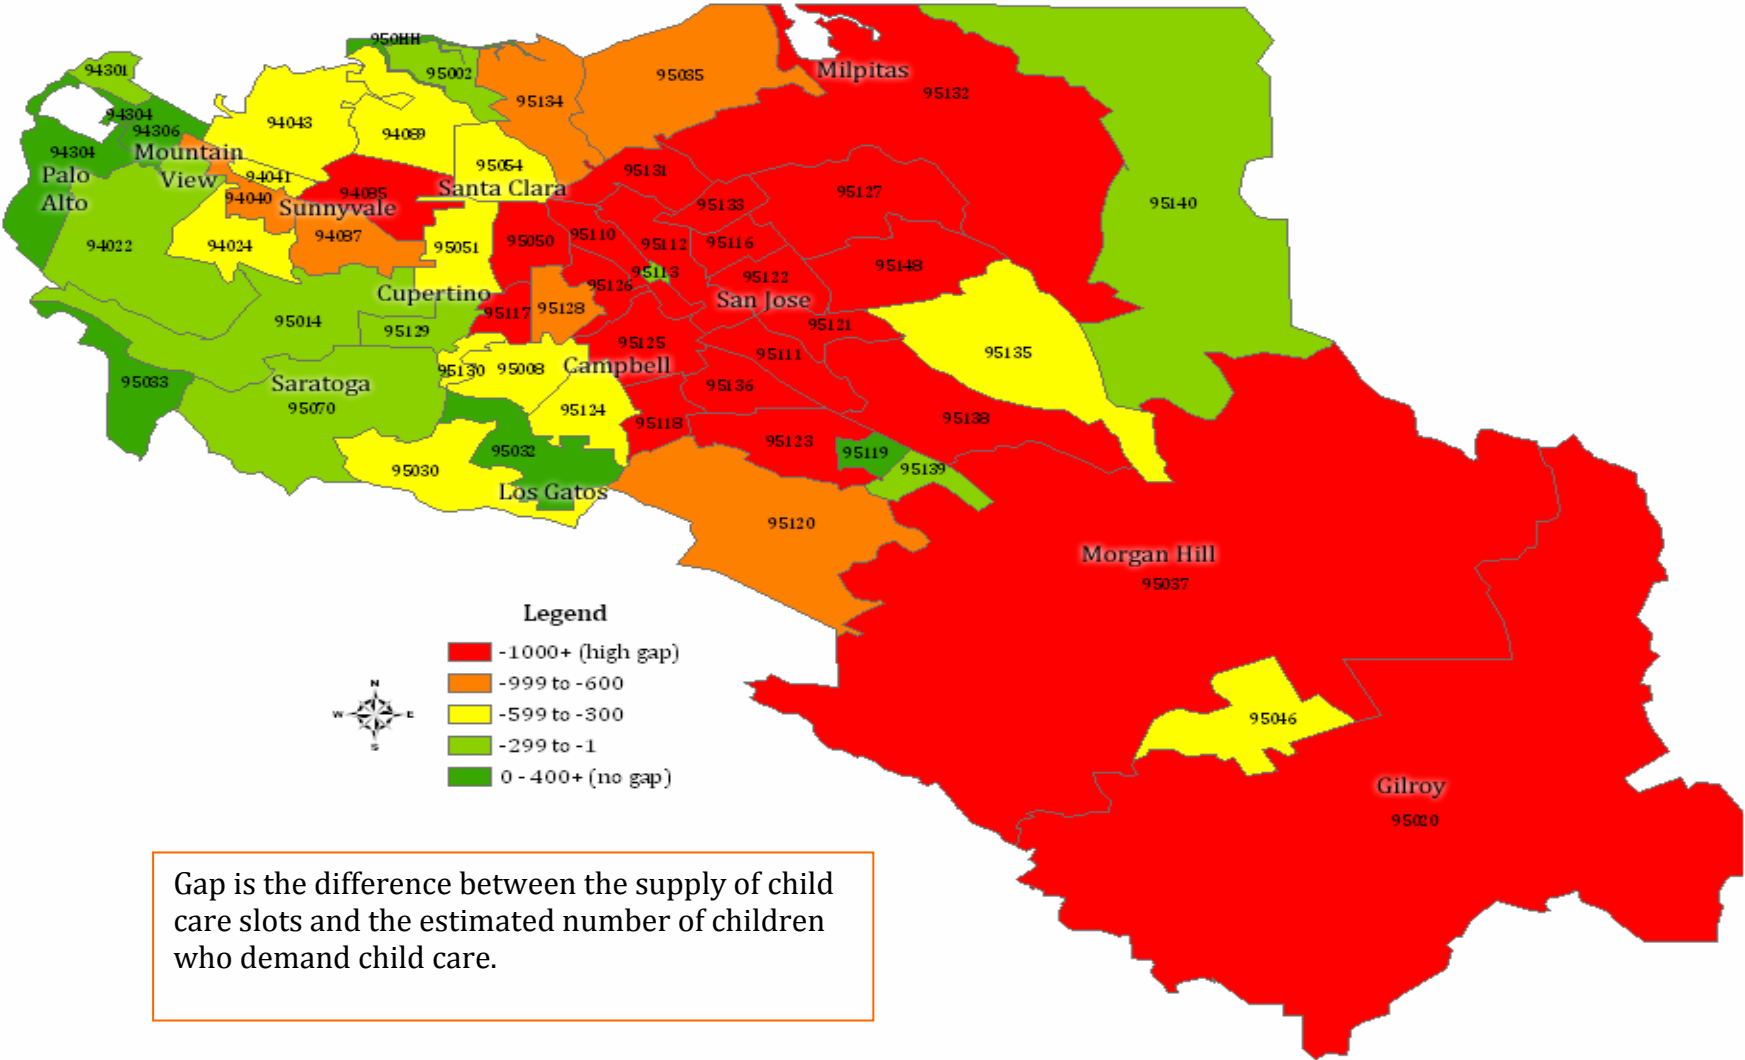 950HH
94301
95002
95035
Milpitas
95134
95132
94304
94043
94306
94089
94304
Mountain
View
95054
95131
Palo
Alto
94041
94085
Santa Clara
95127
94040
Sunnyvale
95133
95140
94087
94022
94024
95051
95050
95110
95112
95116
95148
95113
95122
95126
Cupertino
San Jose
95117
95128
95014
95129
95121
95125
95111
95135
95130
95008
Campbell
95033
Saratoga
95070
95136
95124
95118
95138
95123
95032
95119
95139
95030
Los Gatos
95120
Morgan Hill
95037
Legend
-1000+ (high gap)
-999 to -600
-599 to -300
-299 to -1
0 - 400+ (no gap)
N
W E
S
95046
Gilroy
95020
Gap is the difference between the supply of child
care slots and the estimated number of children
who demand child care.